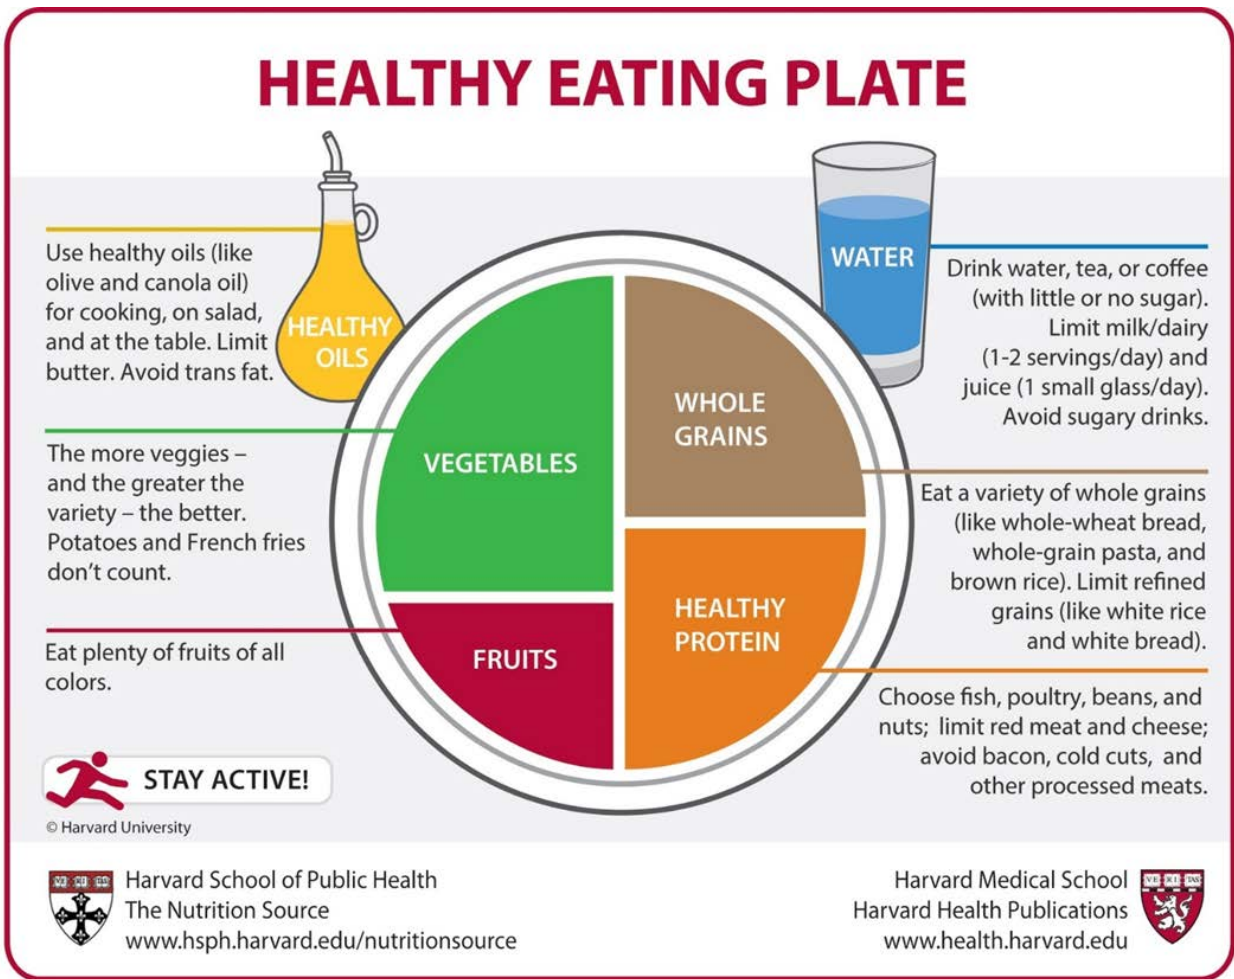 HEALTHY EATING PLATE
Use healthy oils (like
olive and canola oil)
for cooking, on salad,
and at the table. Limit
butter. Avoid trans fat.
HEALTHY
OILS
The more veggies –
and the greater the
variety – the better.
Potatoes and French fries
don't count.
Eat plenty of fruits of all
colors.
VEGETABLES
FRUITS
WHOLE
GRAINS
HEALTHY
PROTEIN
WATER
Drink water, tea, or coffee
(with little or no sugar).
Limit milk/dairy
(1-2 servings/day) and
juice (1 small glass/day).
Avoid sugary drinks.
Eat a variety of whole grains
(like whole-wheat bread,
whole-grain pasta, and
brown rice). Limit refined
grains (like white rice
and white bread).
Choose fish, poultry, beans, and
nuts; limit red meat and cheese;
avoid bacon, cold cuts, and
other processed meats.
STAY ACTIVE!
© Harvard University
VE RI TAS
Harvard School of Public Health
The Nutrition Source
www.hsph.harvard.edu/nutritionsource
Harvard Medical School
Harvard Health Publications
www.health.harvard.edu
VE RI TAS